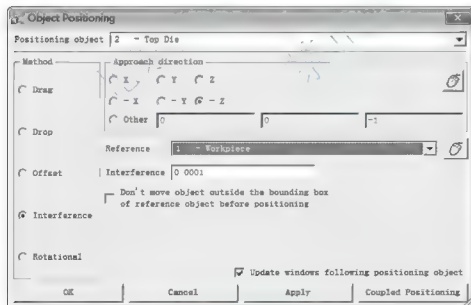 Object Positioning
Positioning object 2 - Top Die
Method
Approach direction
X Y Z
Drag
- X - Y - Z
Other 0 0 -1
Drop
Reference 1 - Workpiece
Offset
Interference 0 0001
Don't move object outside the bounding box
of reference object before positioning
Interference
Rotational
Update windows following positioning object
OK Cancel Apply Coupled Positioning